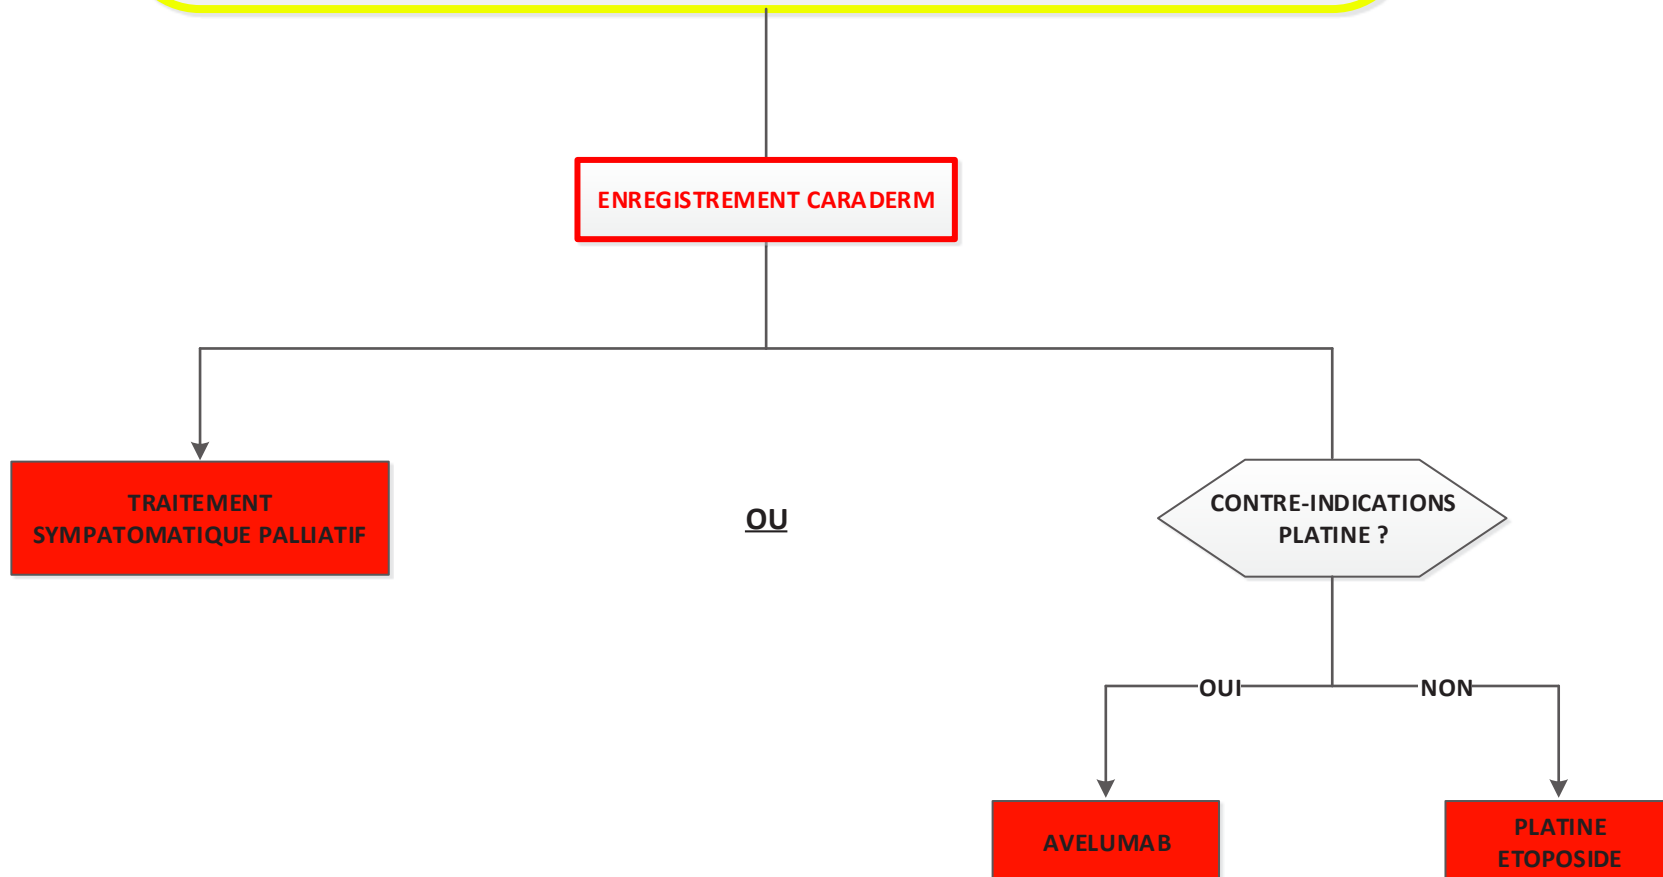 ENREGISTREMENT CARADERM
TRAITEMENT
SYMPATOMATIQUE PALLIATIF
OU
CONTRE-INDICATIONS
PLATINE ?
OUI
NON
AVELUMAB
PLATINE
ETOPOSIDE